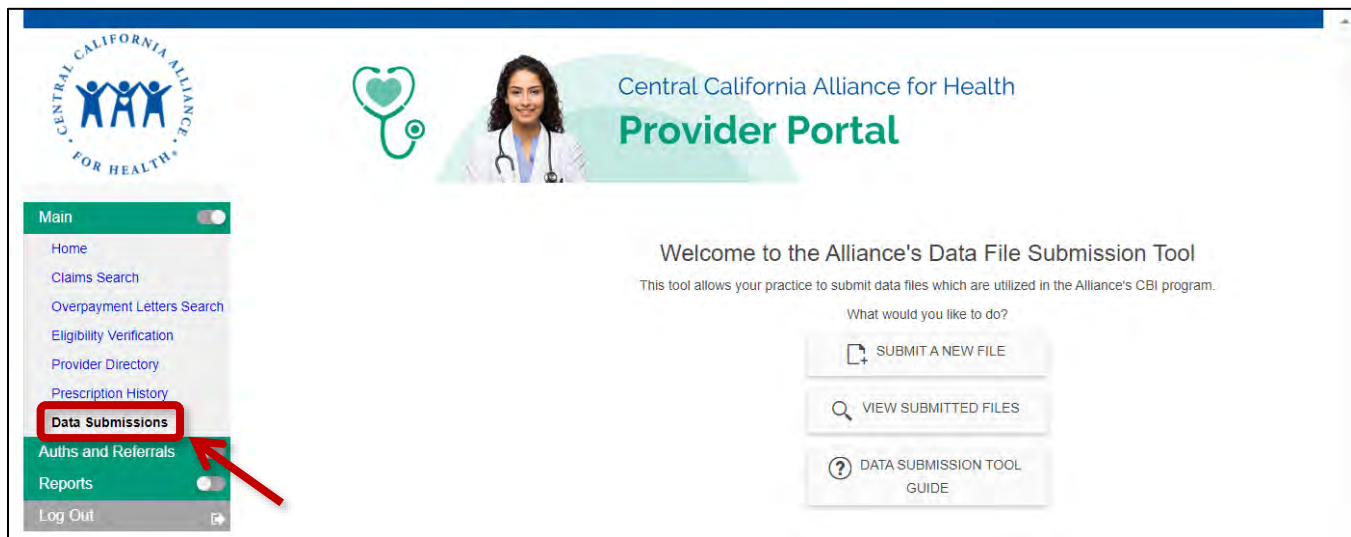 CENTRAL CALIFORNIA ALLIANCE
FOR HEALTH®
Central California Alliance for Health
Provider Portal
Main
Home
Claims Search
Overpayment Letters Search
Eligibility Verification
Provider Directory
Prescription History
Data Submissions
Auths and Referrals
Reports
Log Out
Welcome to the Alliance's Data File Submission Tool
This tool allows your practice to submit data files which are utilized in the Alliance's CBI program.
What would you like to do?
SUBMIT A NEW FILE
VIEW SUBMITTED FILES
DATA SUBMISSION TOOL
GUIDE